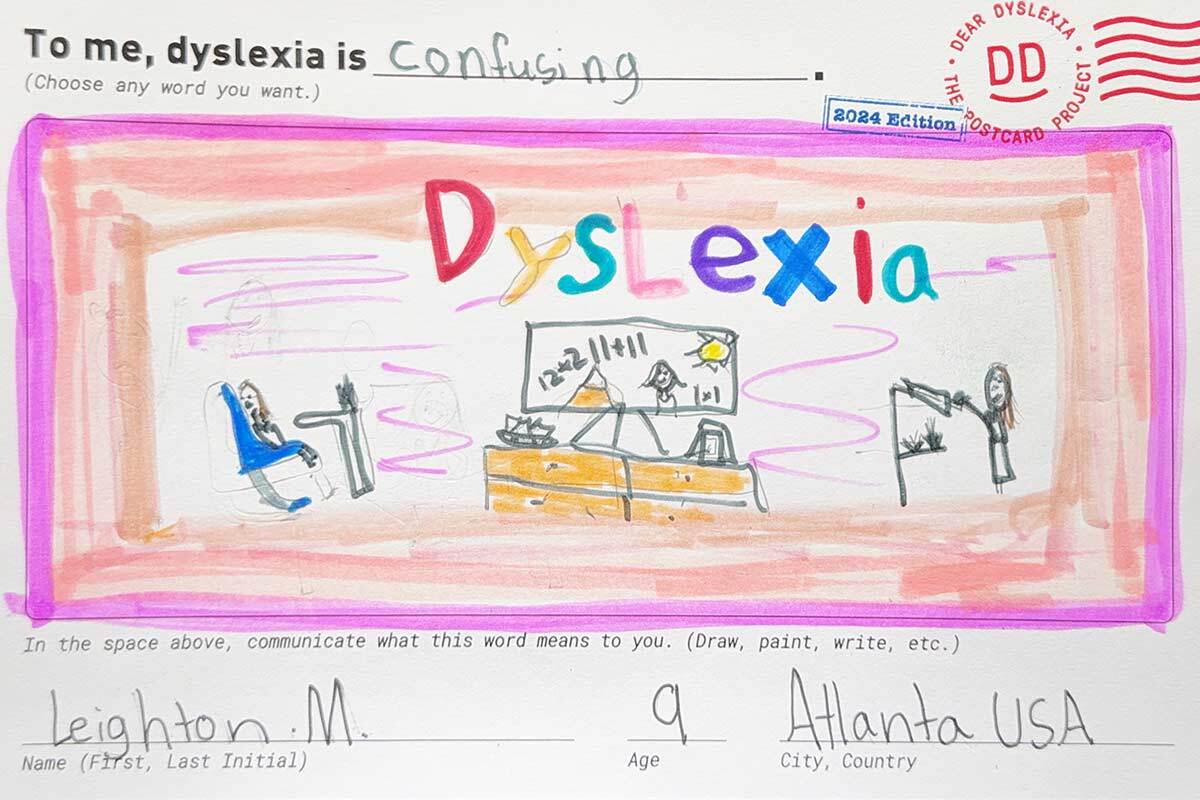 To me, dyslexia is confusing.
(Choose any word you want.)
DEAR DYSLEXIA
DD
THE POSTCARD PROJECT
2024 Edition
Dyslexia
12x2 11+11
1x1
In the space above, communicate what this word means to you. (Draw, paint, write, etc.)
Leighton.M. 9 Atlanta USA
Name (First, Last Initial) Age City, Country